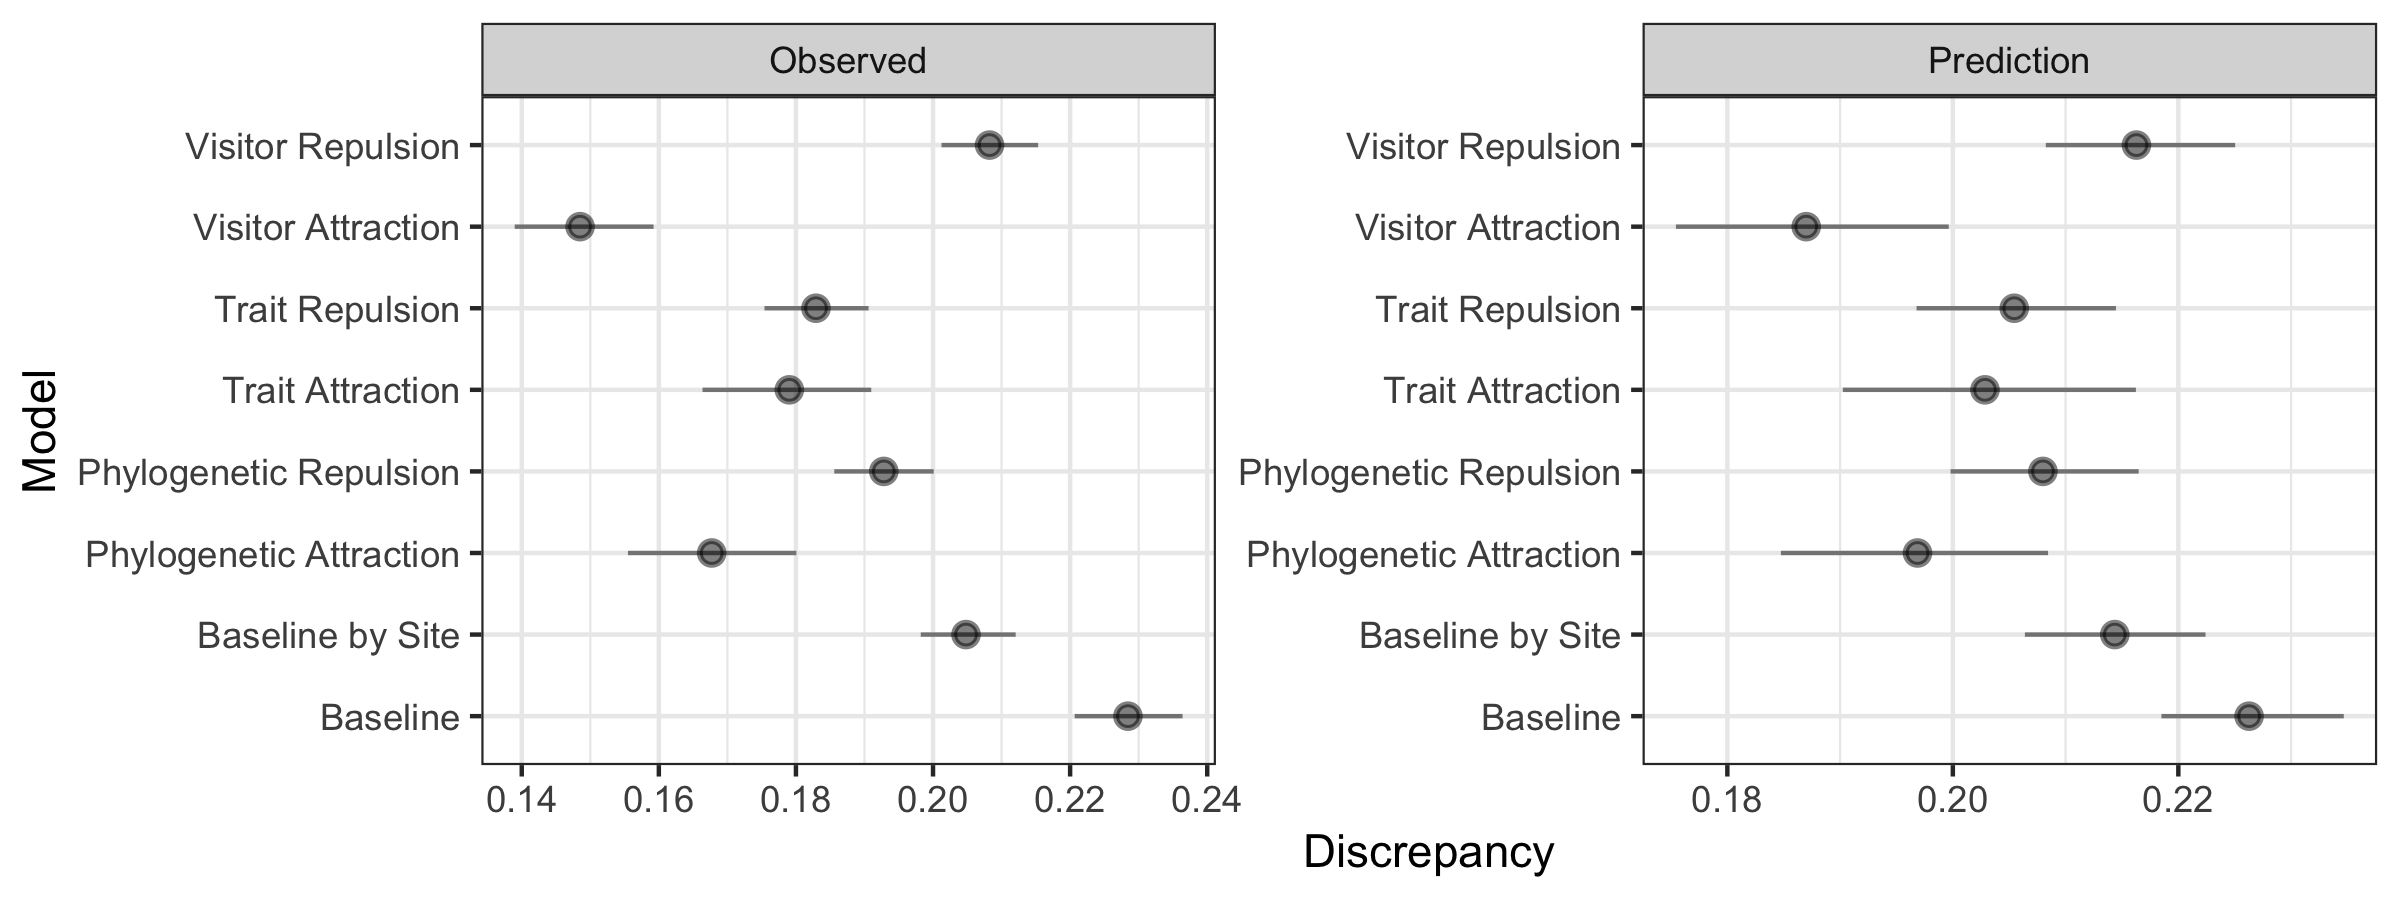 Observed
Prediction
Model
Visitor Repulsion
Visitor Attraction
Trait Repulsion
Trait Attraction
Phylogenetic Repulsion
Phylogenetic Attraction
Baseline by Site
Baseline
0.14 0.16 0.18 0.20 0.22 0.24
Visitor Repulsion
Visitor Attraction
Trait Repulsion
Trait Attraction
Phylogenetic Repulsion
Phylogenetic Attraction
Baseline by Site
Baseline
0.18 0.20 0.22
Discrepancy